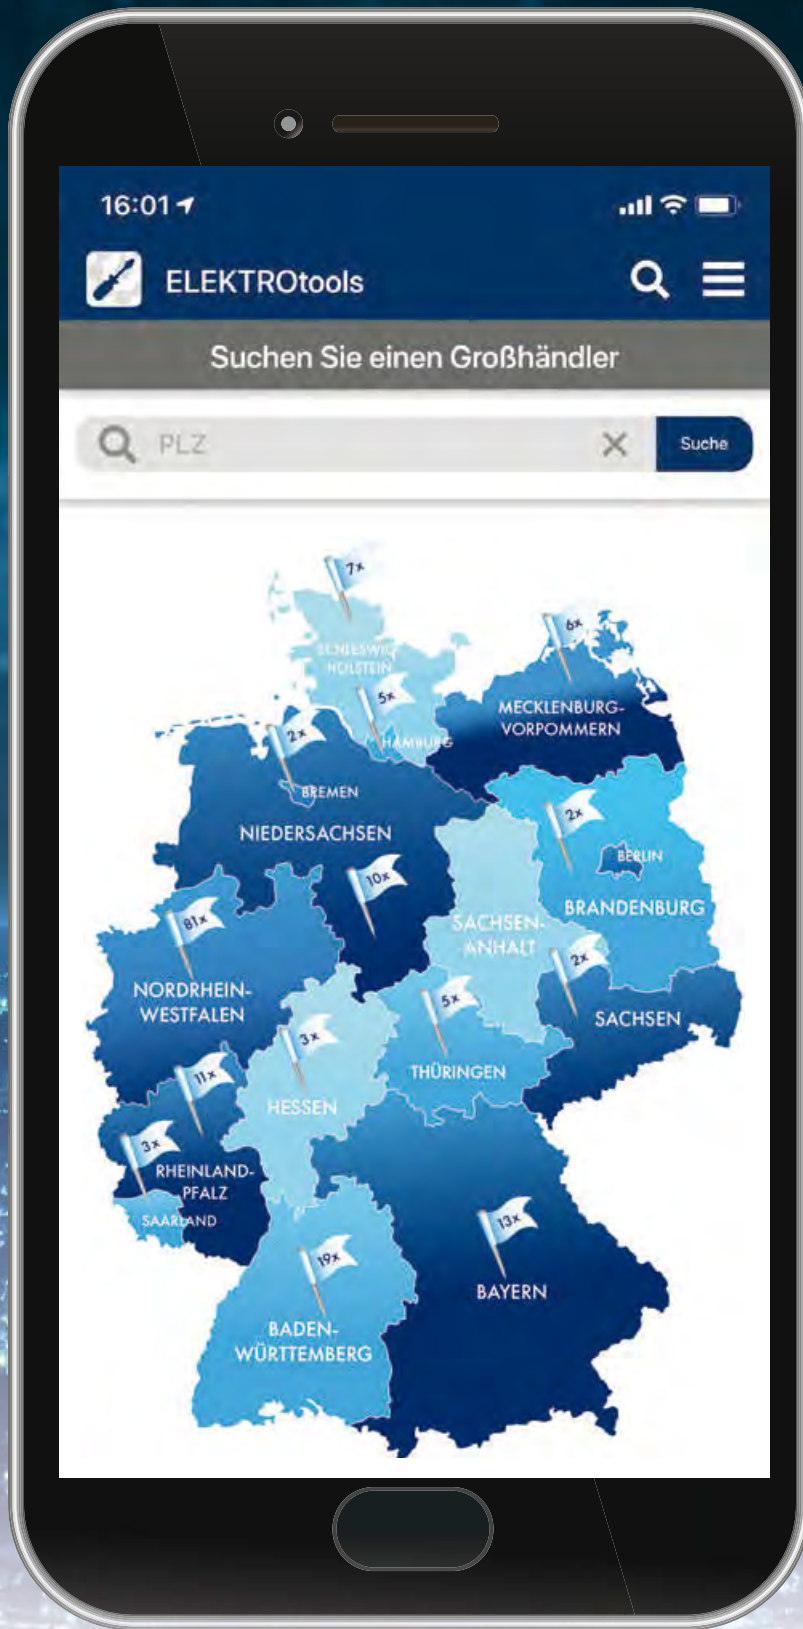 16:01
ELEKTROtools
Suchen Sie einen Großhändler
PLZ
Suche
7x
SCHLESWIG-
HOLSTEIN
6x
MECKLENBURG-
VORPOMMERN
5x
HAMBURG
2x
BREMEN
NIEDERSACHSEN
10x
2x
BERLIN
BRANDENBURG
81x
NORDRHEIN-
WESTFALEN
SACHSEN-
ANHALT
2x
SACHSEN
5x
THÜRINGEN
3x
HESSEN
11x
RHEINLAND-
PFALZ
3x
SAARLAND
13x
BAYERN
19x
BADEN-
WÜRTTEMBERG